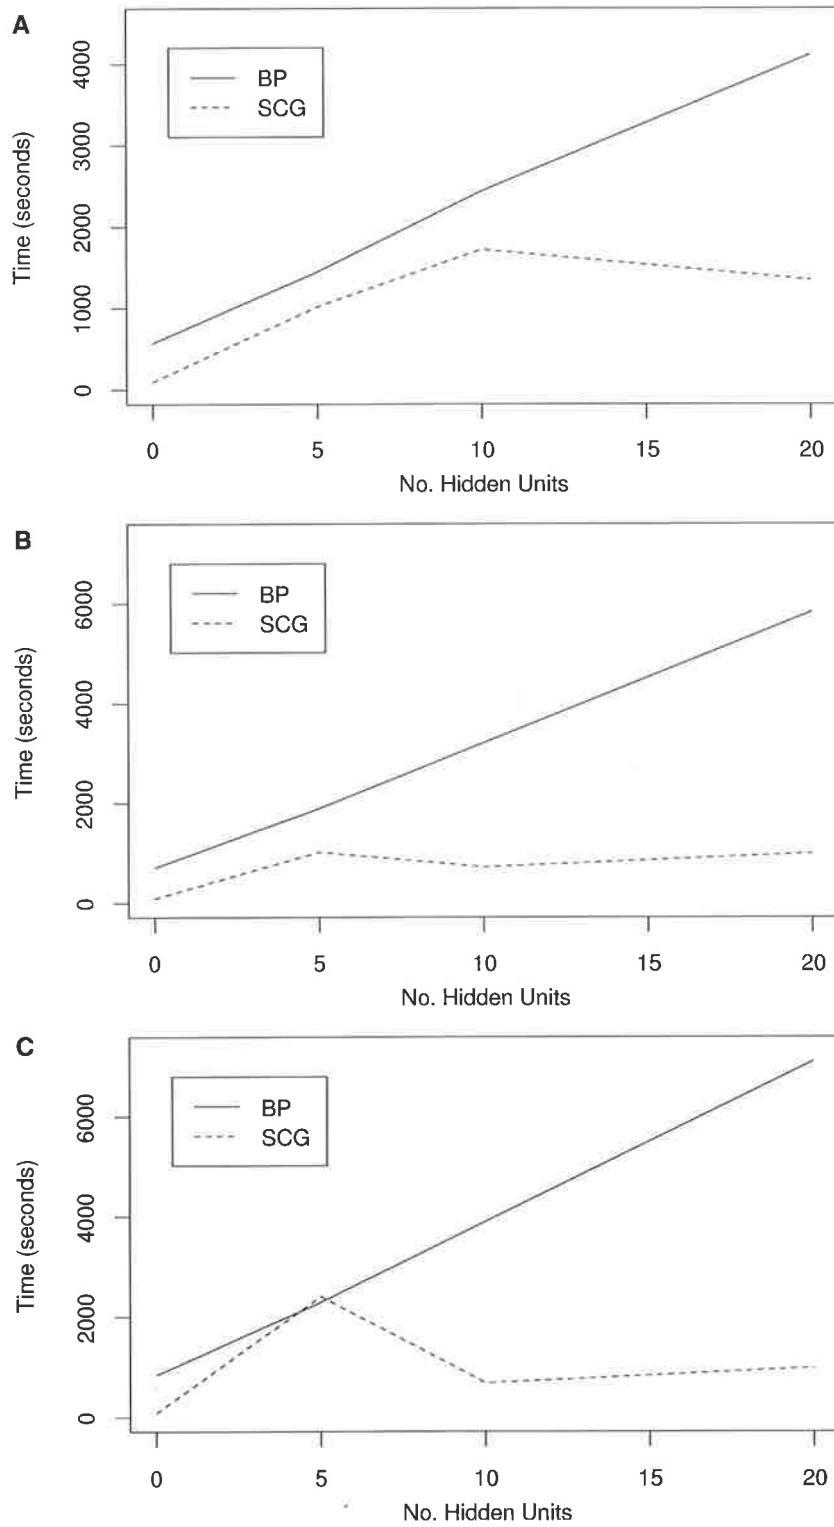 A
BP
SCG
Time (seconds)
4000
3000
2000
1000
0
0 5 10 15 20
No. Hidden Units
B
BP
SCG
Time (seconds)
6000
4000
2000
0
0 5 10 15 20
No. Hidden Units
C
BP
SCG
Time (seconds)
6000
4000
2000
0
0 5 10 15 20
No. Hidden Units